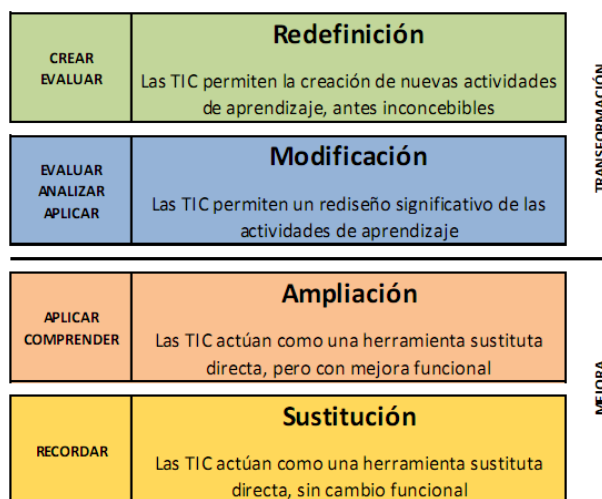 CREAR
EVALUAR
Redefinición
Las TIC permiten la creación de nuevas actividades
de aprendizaje, antes inconcebibles
EVALUAR
ANALIZAR
APLICAR
Modificación
Las TIC permiten un rediseño significativo de las
actividades de aprendizaje
TRANSFORMACIÓN
APLICAR
COMPRENDER
Ampliación
Las TIC actúan como una herramienta sustituta
directa, pero con mejora funcional
RECORDAR
Sustitución
Las TIC actúan como una herramienta sustituta
directa, sin cambio funcional
MEJORA